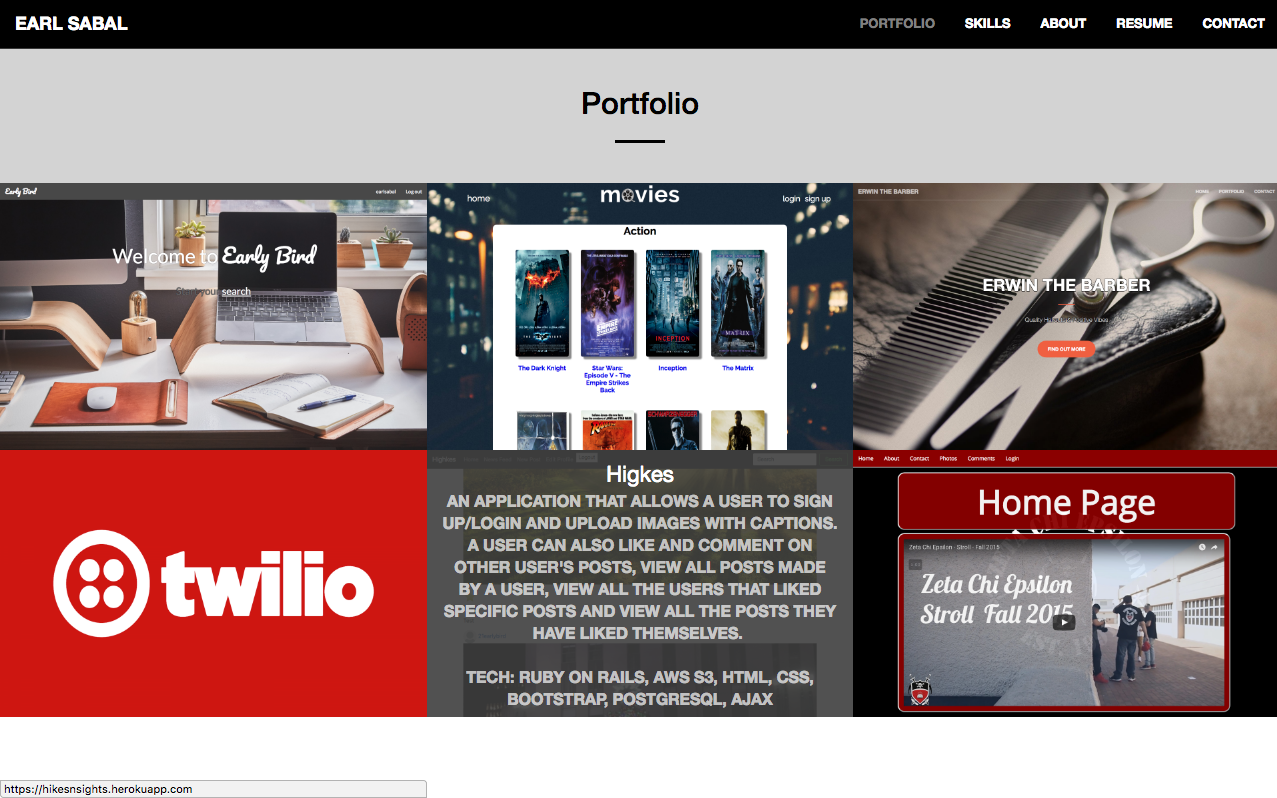 EARL SABAL
PORTFOLIO SKILLS ABOUT RESUME CONTACT
Portfolio
Early Bird
earlsabal Log out
Welcome to Early Bird
Start your search
home
movies
login sign up
Action
The Dark Knight
Star Wars:
Episode V - The
Empire Strikes
Back
Inception
The Matrix
INCEPTION
ERWIN THE BARBER
HOME PORTFOLIO CONTACT
ERWIN THE BARBER
FIND OUT MORE
twilio
Higkes
AN APPLICATION THAT ALLOWS A USER TO SIGN
UP/LOGIN AND UPLOAD IMAGES WITH CAPTIONS.
A USER CAN ALSO LIKE AND COMMENT ON
OTHER USER'S POSTS, VIEW ALL POSTS MADE
BY A USER, VIEW ALL THE USERS THAT LIKED
SPECIFIC POSTS AND VIEW ALL THE POSTS THEY
HAVE LIKED THEMSELVES.
TECH: RUBY ON RAILS, AWS S3, HTML, CSS,
BOOTSTRAP, POSTGRESQL, AJAX
Home About Contact Photos Comments Login
Home Page
Zeta Chi Epsilon - Stroll - Fall 2015
Zeta Chi Epsilon
Stroll Fall 2015
https://hikesnsights.herokuapp.com